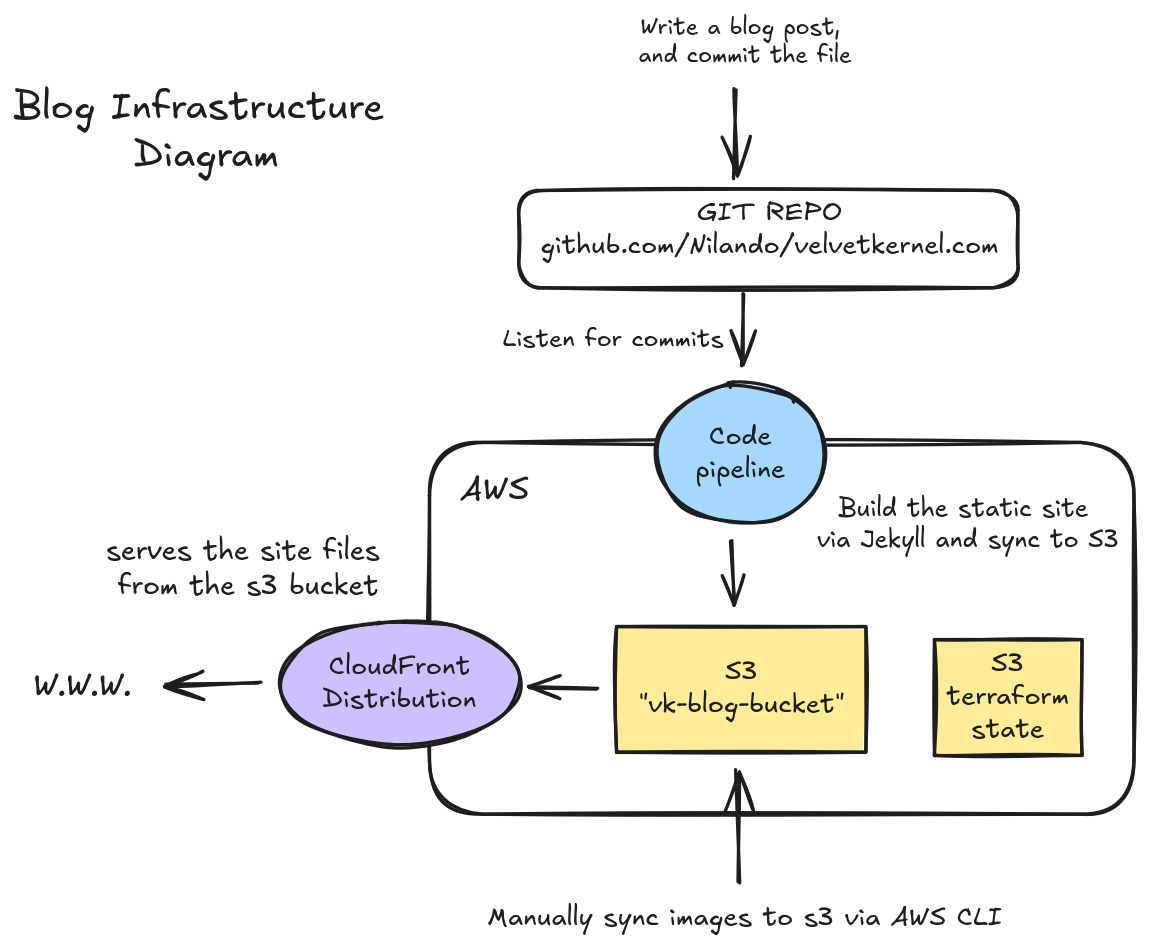 Write a blog post,
and commit the file
Blog Infrastructure
Diagram
GIT REPO
github.com/Nilando/velvetkernel.com
Listen for commits
Code
pipeline
AWS
Build the static site
via Jekyll and sync to S3
serves the site files
from the s3 bucket
W.W.W.
CloudFront
Distribution
S3
"vk-blog-bucket"
S3
terraform
state
Manually sync images to s3 via AWS CLI